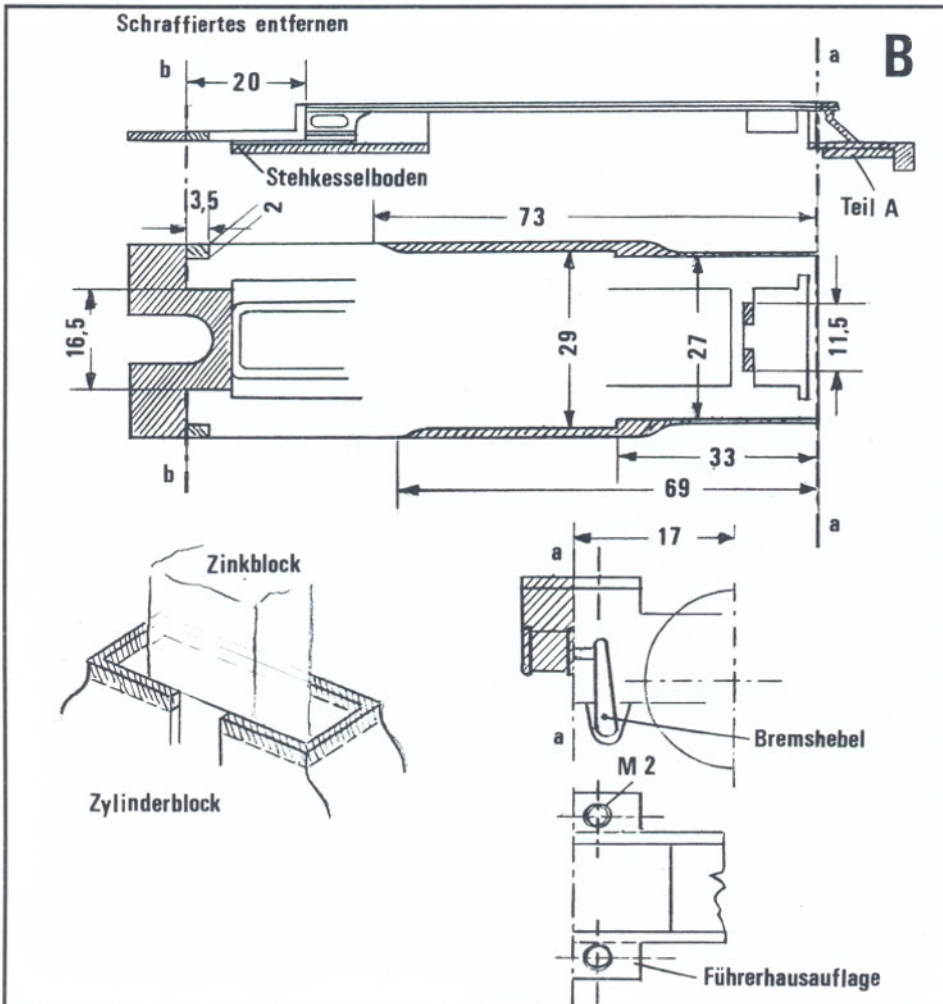 Schraffiertes entfernen
B
b
20
a
Stehkesselboden
Teil A
3,5
2
73
16,5
29
27
11,5
33
69
b
a
17
a
Zinkblock
a
Bremshebel
M 2
Zylinderblock
Führerhausauflage